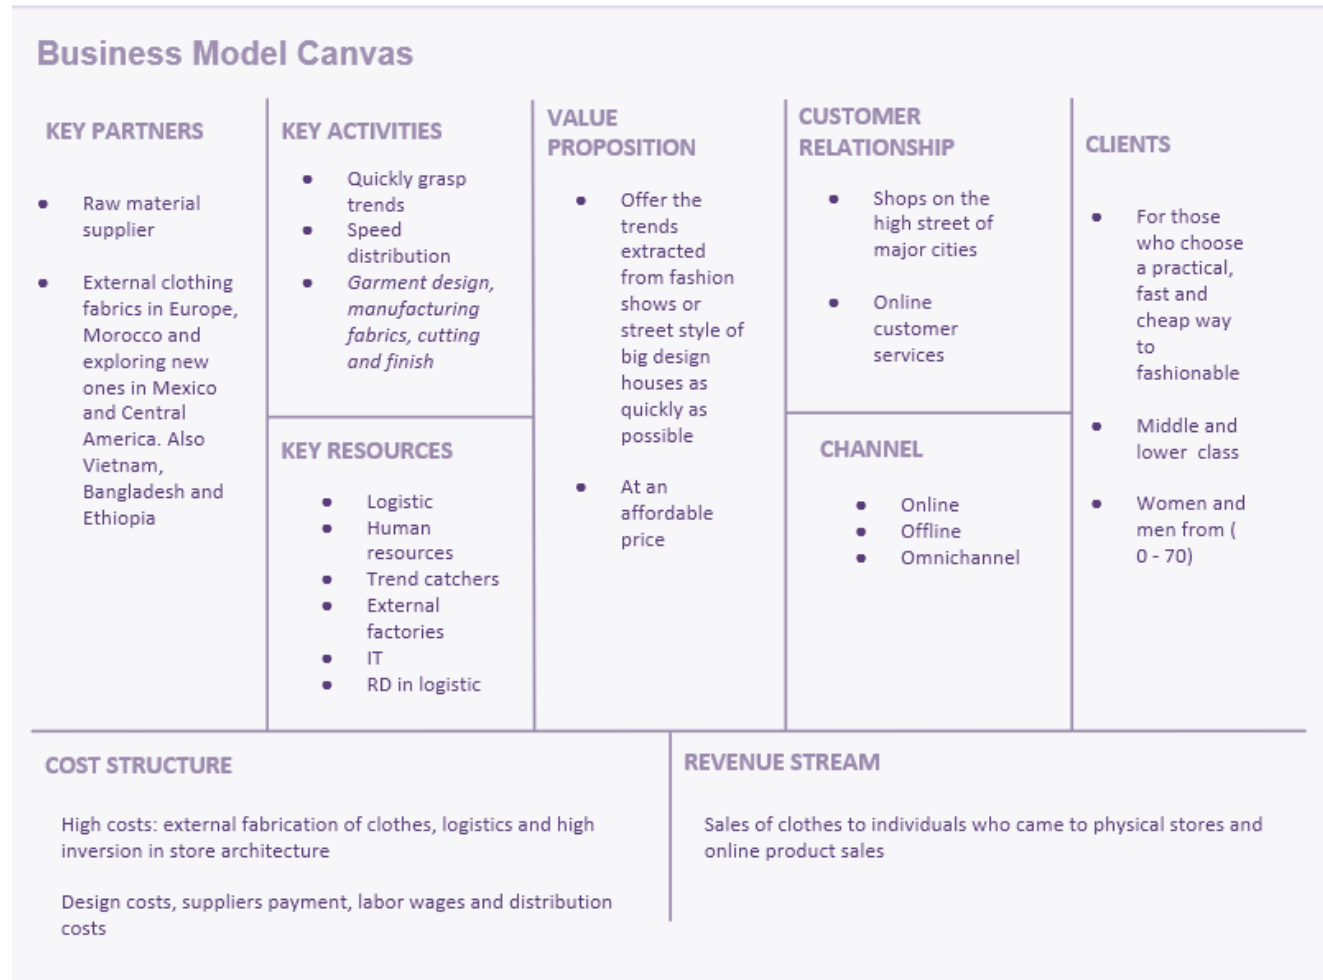 Business Model Canvas
KEY PARTNERS
Raw material
supplier
External clothing
fabrics in Europe,
Morocco and
exploring new
ones in Mexico
and Central
America. Also
Vietnam,
Bangladesh and
Ethiopia
KEY ACTIVITIES
Quickly grasp
trends
Speed
distribution
Garment design,
manufacturing
fabrics, cutting
and finish
KEY RESOURCES
Logistic
Human
resources
Trend catchers
External
factories
IT
RD in logistic
VALUE
PROPOSITION
Offer the
trends
extracted
from fashion
shows or
street style of
big design
houses as
quickly as
possible
At an
affordable
price
CUSTOMER
RELATIONSHIP
Shops on the
high street of
major cities
Online
customer
services
CHANNEL
Online
Offline
Omnichannel
CLIENTS
For those
who choose
a practical,
fast and
cheap way
to
fashionable
Middle and
lower class
Women and
men from (
0 - 70)
COST STRUCTURE
High costs: external fabrication of clothes, logistics and high
inversion in store architecture
Design costs, suppliers payment, labor wages and distribution
costs
REVENUE STREAM
Sales of clothes to individuals who came to physical stores and
online product sales